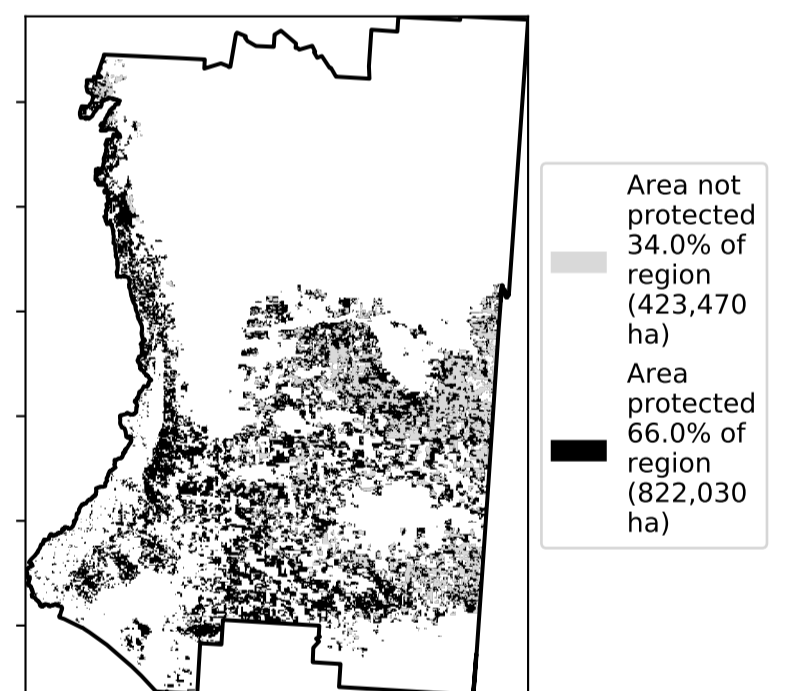 Area not
protected
34.0% of
region
(423,470
ha)
Area
protected
66.0% of
region
(822,030
ha)